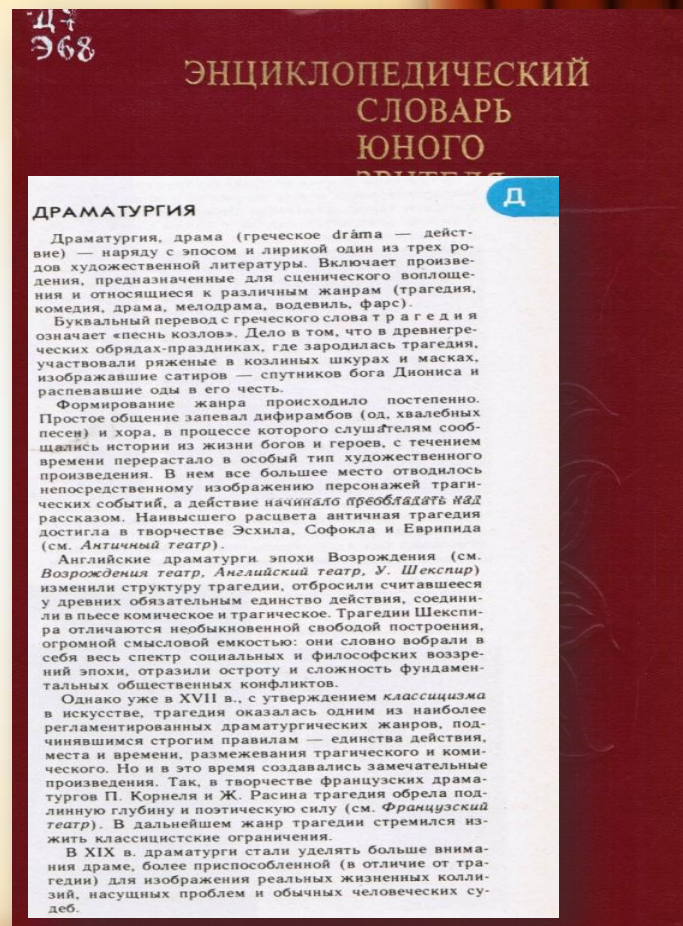 Д7
Э68
ЭНЦИКЛОПЕДИЧЕСКИЙ
СЛОВАРЬ
ЮНОГО
ЗРИТЕЛЯ
Д
ДРАМАТУРГИЯ
Драматургия, драма (греческое dráma — дейст-
вие) — наряду с эпосом и лирикой один из трех ро-
дов художественной литературы. Включает произве-
дения, предназначенные для сценического воплоще-
ния и относящиеся к различным жанрам (трагедия,
комедия, драма, мелодрама, водевиль, фарс).
Буквальный перевод с греческого слова трагедия
означает «песнь козлов». Дело в том, что в древнегре-
ческих обрядах-праздниках, где зародилась трагедия,
участвовали ряженые в козлиных шкурах и масках,
изображавшие сатиров — спутников бога Диониса и
распевавшие оды в его честь.
Формирование жанра происходило постепенно.
Простое общение запевал дифирамбов (од, хвалебных
песен) и хора, в процессе которого слушателям сооб-
щались истории из жизни богов и героев, с течением
времени перерастало в особый тип художественного
произведения. В нем все большее место отводилось
непосредственному изображению персонажей траги-
ческих событий, а действие начинало преобладать над
рассказом. Наивысшего расцвета античная трагедия
достигла в творчестве Эсхила, Софокла и Еврипида
(см. Античный театр).
Английские драматурги эпохи Возрождения (см.
Возрождения театр, Английский театр, У. Шекспир)
изменили структуру трагедии, отбросили считавшееся
у древних обязательным единство действия, соедини-
ли в пьесе комическое и трагическое. Трагедии Шекспи-
ра отличаются необыкновенной свободой построения,
огромной смысловой емкостью: они словно вобрали в
себя весь спектр социальных и философских воззре-
ний эпохи, отразили остроту и сложность фундамен-
тальных общественных конфликтов.
Однако уже в XVII в., с утверждением классицизма
в искусстве, трагедия оказалась одним из наиболее
регламентированных драматургических жанров, под-
чинявшимся строгим правилам — единства действия,
места и времени, размежевания трагического и коми-
ческого. Но и в это время создавались замечательные
произведения. Так, в творчестве французских драма-
тургов П. Корнеля и Ж. Расина трагедия обрела под-
линную глубину и поэтическую силу (см. Французский
театр). В дальнейшем жанр трагедии стремился из-
жить классицистские ограничения.
В XIX в. драматурги стали уделять больше внима-
ния драме, более приспособленной (в отличие от тра-
гедии) для изображения реальных жизненных колли-
зий, насущных проблем и обычных человеческих су-
деб.